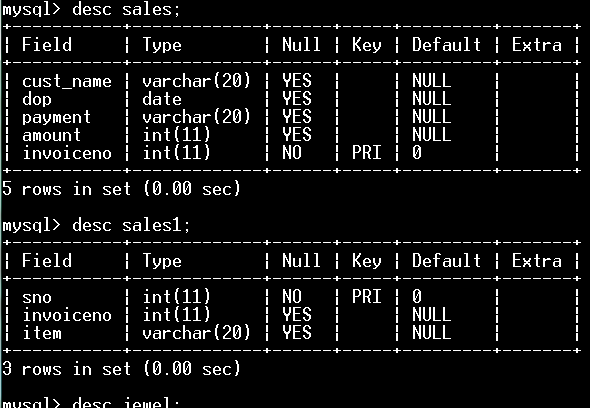 mysql> desc sales;
+-----------+-------------+------+-----+---------+-------+
| Field     | Type        | Null | Key | Default | Extra |
+-----------+-------------+------+-----+---------+-------+
| cust_name | varchar(20) | YES  |     | NULL    |       |
| dop       | date        | YES  |     | NULL    |       |
| payment   | varchar(20) | YES  |     | NULL    |       |
| amount    | int(11)     | YES  |     | NULL    |       |
| invoiceno | int(11)     | NO   | PRI | 0       |       |
+-----------+-------------+------+-----+---------+-------+
5 rows in set (0.00 sec)
mysql> desc sales1;
+-----------+-------------+------+-----+---------+-------+
| Field     | Type        | Null | Key | Default | Extra |
+-----------+-------------+------+-----+---------+-------+
| sno       | int(11)     | NO   | PRI | 0       |       |
| invoiceno | int(11)     | YES  |     | NULL    |       |
| item      | varchar(20) | YES  |     | NULL    |       |
+-----------+-------------+------+-----+---------+-------+
3 rows in set (0.00 sec)
mysql> desc jewel;